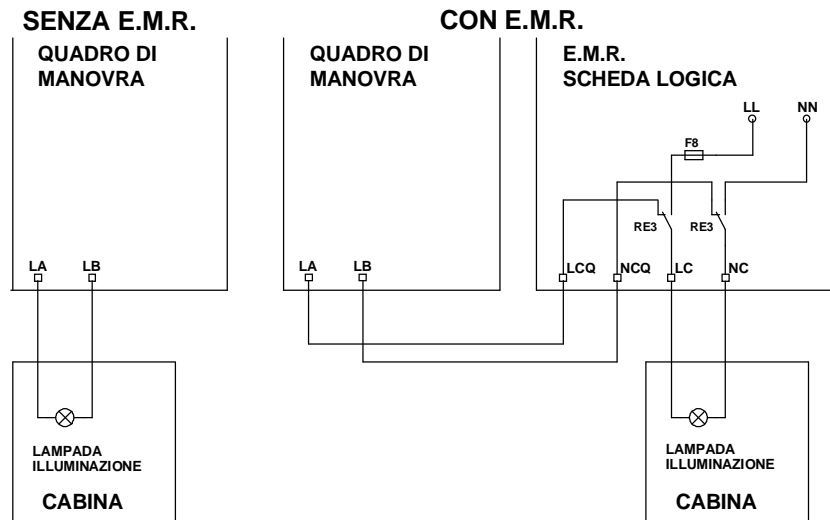 SENZA E.M.R.
CON E.M.R.
QUADRO DI
MANOVRA
QUADRO DI
MANOVRA
E.M.R.
SCHEDA LOGICA
LL
NN
F8
RE3
RE3
LA
LB
LA
LB
LCQ
NCQ
LC
NC
LAMPADA
ILLUMINAZIONE
CABINA
LAMPADA
ILLUMINAZIONE
CABINA